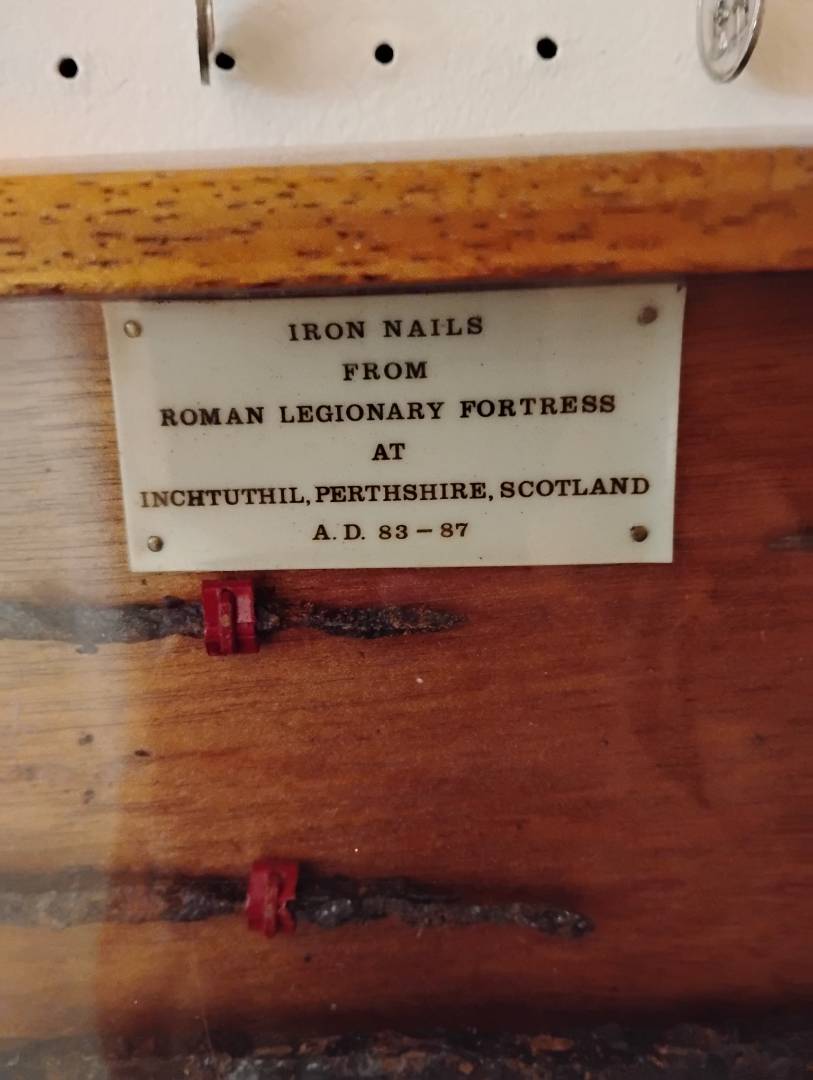 IRON NAILS
FROM
ROMAN LEGIONARY FORTRESS
AT
INCHTUTHIL, PERTHSHIRE, SCOTLAND
A. D. 83 – 87